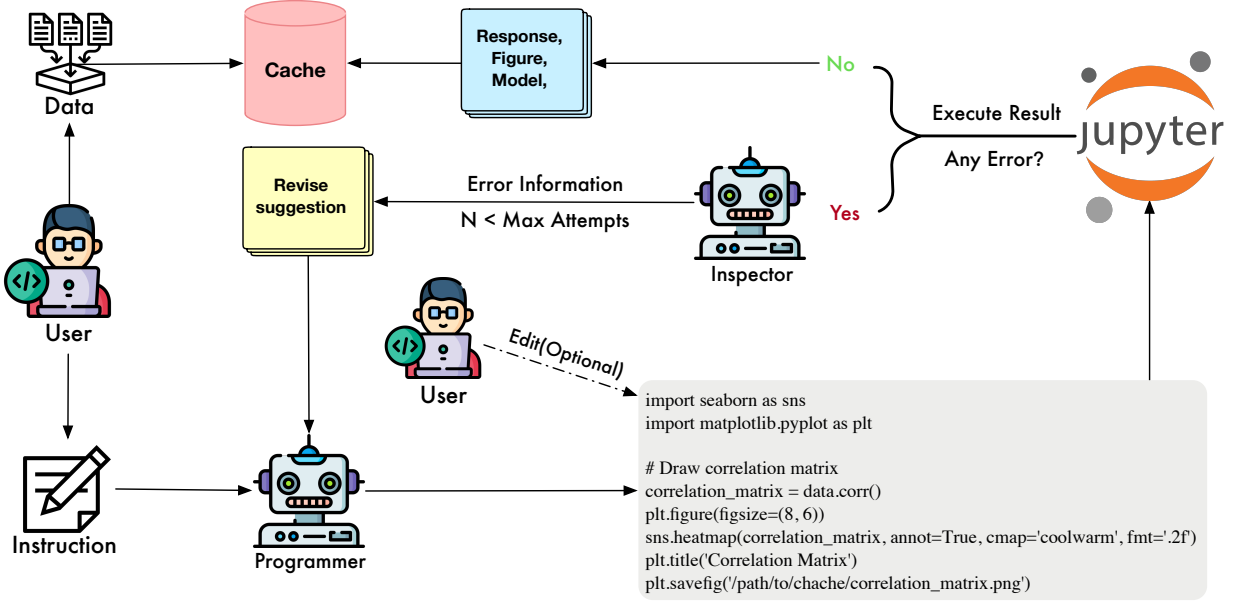 Data
Cache
Response,
Figure,
Model,
No
Execute Result
Any Error?
jupyter
Revise
suggestion
Error Information
N < Max Attempts
Inspector
Yes
</>
User
</>
User
Edit(Optional)
Instruction
Programmer
import seaborn as sns
import matplotlib.pyplot as plt
# Draw correlation matrix
correlation_matrix = data.corr()
plt.figure(figsize=(8, 6))
sns.heatmap(correlation_matrix, annot=True, cmap='coolwarm', fmt='.2f')
plt.title('Correlation Matrix')
plt.savefig('/path/to/chache/correlation_matrix.png')